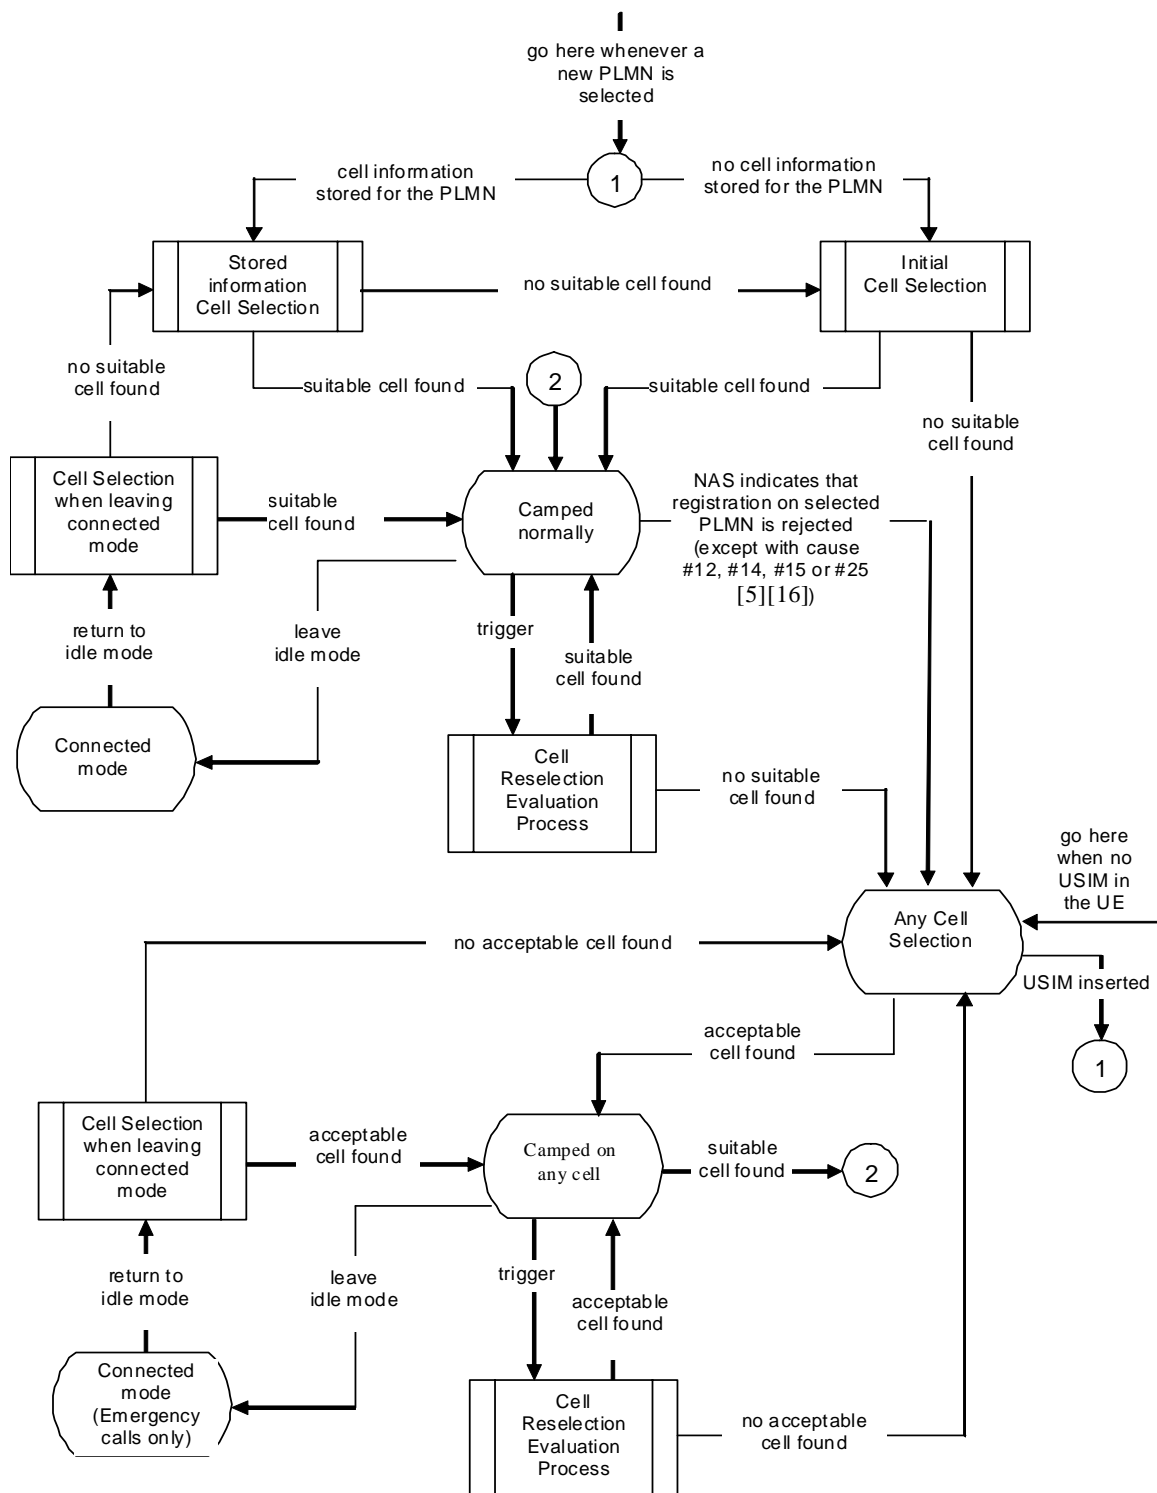 go here whenever a
new PLMN is
selected
cell information
stored for the PLMN
1
no cell information
stored for the PLMN
Stored
information
Cell Selection
no suitable cell found
Initial
Cell Selection
no suitable
cell found
suitable cell found
2
suitable cell found
no suitable
cell found
Cell Selection
when leaving
connected
mode
suitable
cell found
Camped
normally
NAS indicates that
registration on selected
PLMN is rejected
(except with cause
#12, #14, #15 or #25
[5][16])
return to
idle mode
leave
idle mode
trigger
suitable
cell found
Connected
mode
Cell
Reselection
Evaluation
Process
no suitable
cell found
go here
when no
USIM in
the UE
Any Cell
Selection
no acceptable cell found
USIM inserted
1
acceptable
cell found
Cell Selection
when leaving
connected
mode
acceptable
cell found
Camped on
any cell
suitable
cell found
2
return to
idle mode
leave
idle mode
trigger
acceptable
cell found
Connected
mode
(Emergency
calls only)
Cell
Reselection
Evaluation
Process
no acceptable
cell found